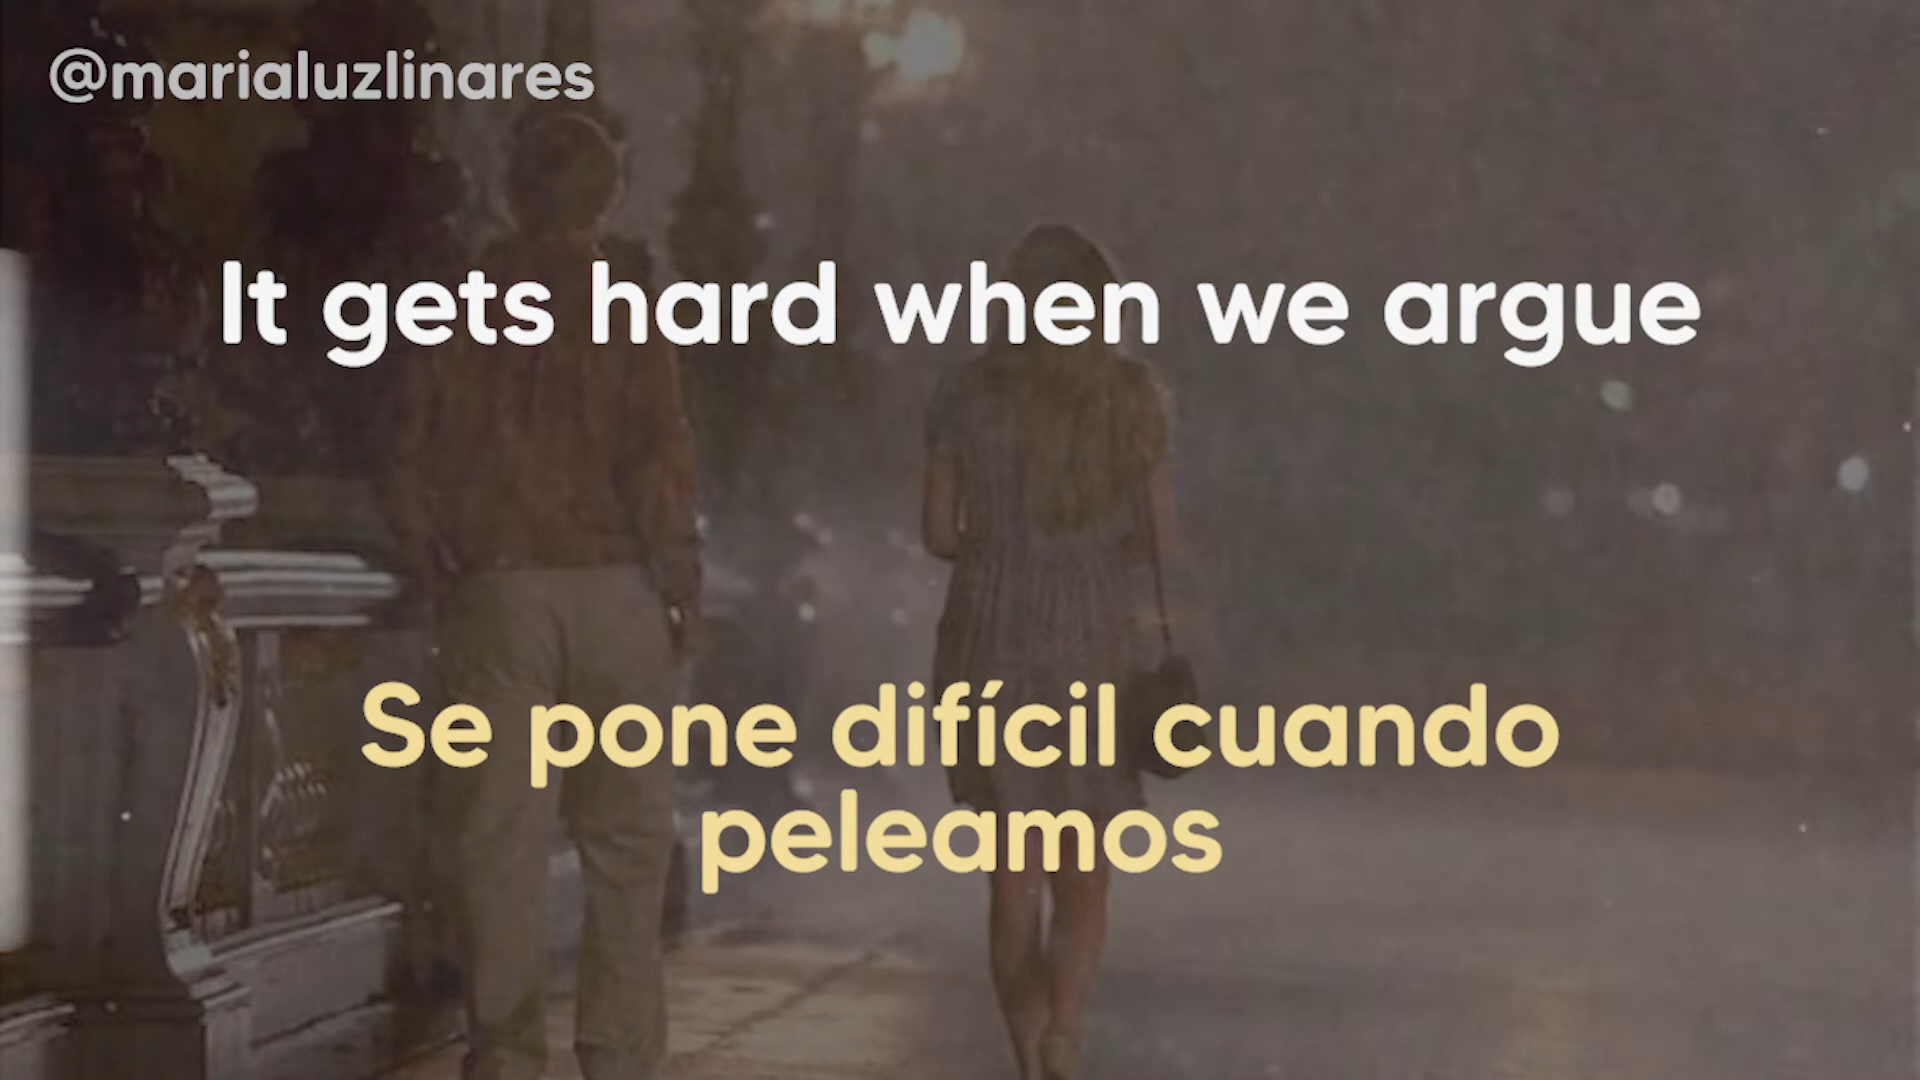 @marialuzlinares
It gets hard when we argue
Se pone difícil cuando
peleamos